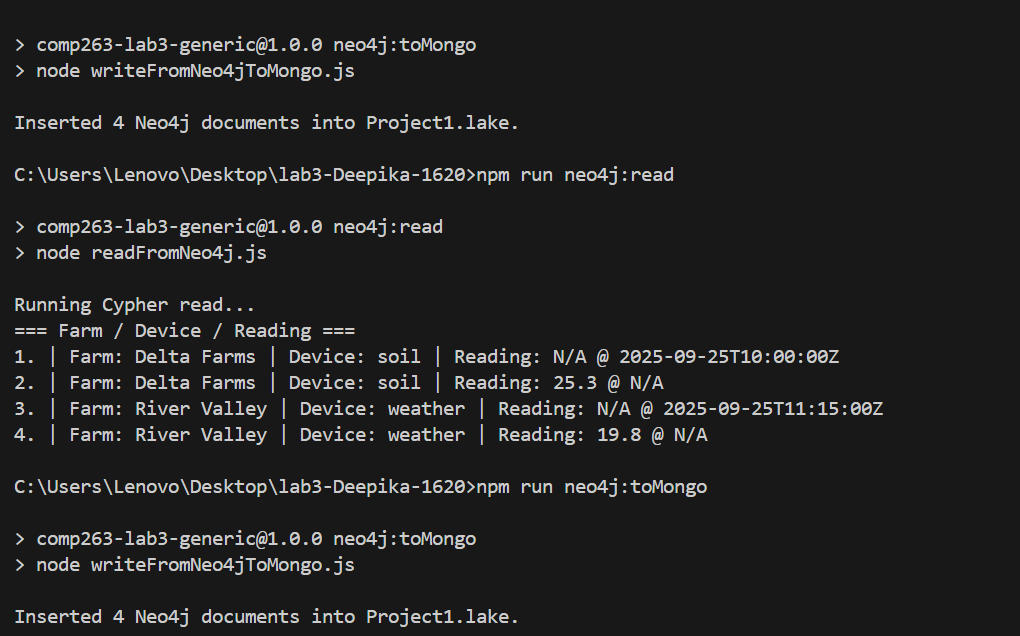 > comp263-lab3-generic@1.0.0 neo4j:toMongo
> node writeFromNeo4jToMongo.js
Inserted 4 Neo4j documents into Project1.lake.
C:\Users\Lenovo\Desktop\lab3-Deepika-1620>npm run neo4j:read
> comp263-lab3-generic@1.0.0 neo4j:read
> node readFromNeo4j.js
Running Cypher read...
=== Farm / Device / Reading ===
1. | Farm: Delta Farms | Device: soil | Reading: N/A @ 2025-09-25T10:00:00Z
2. | Farm: Delta Farms | Device: soil | Reading: 25.3 @ N/A
3. | Farm: River Valley | Device: weather | Reading: N/A @ 2025-09-25T11:15:00Z
4. | Farm: River Valley | Device: weather | Reading: 19.8 @ N/A
C:\Users\Lenovo\Desktop\lab3-Deepika-1620>npm run neo4j:toMongo
> comp263-lab3-generic@1.0.0 neo4j:toMongo
> node writeFromNeo4jToMongo.js
Inserted 4 Neo4j documents into Project1.lake.